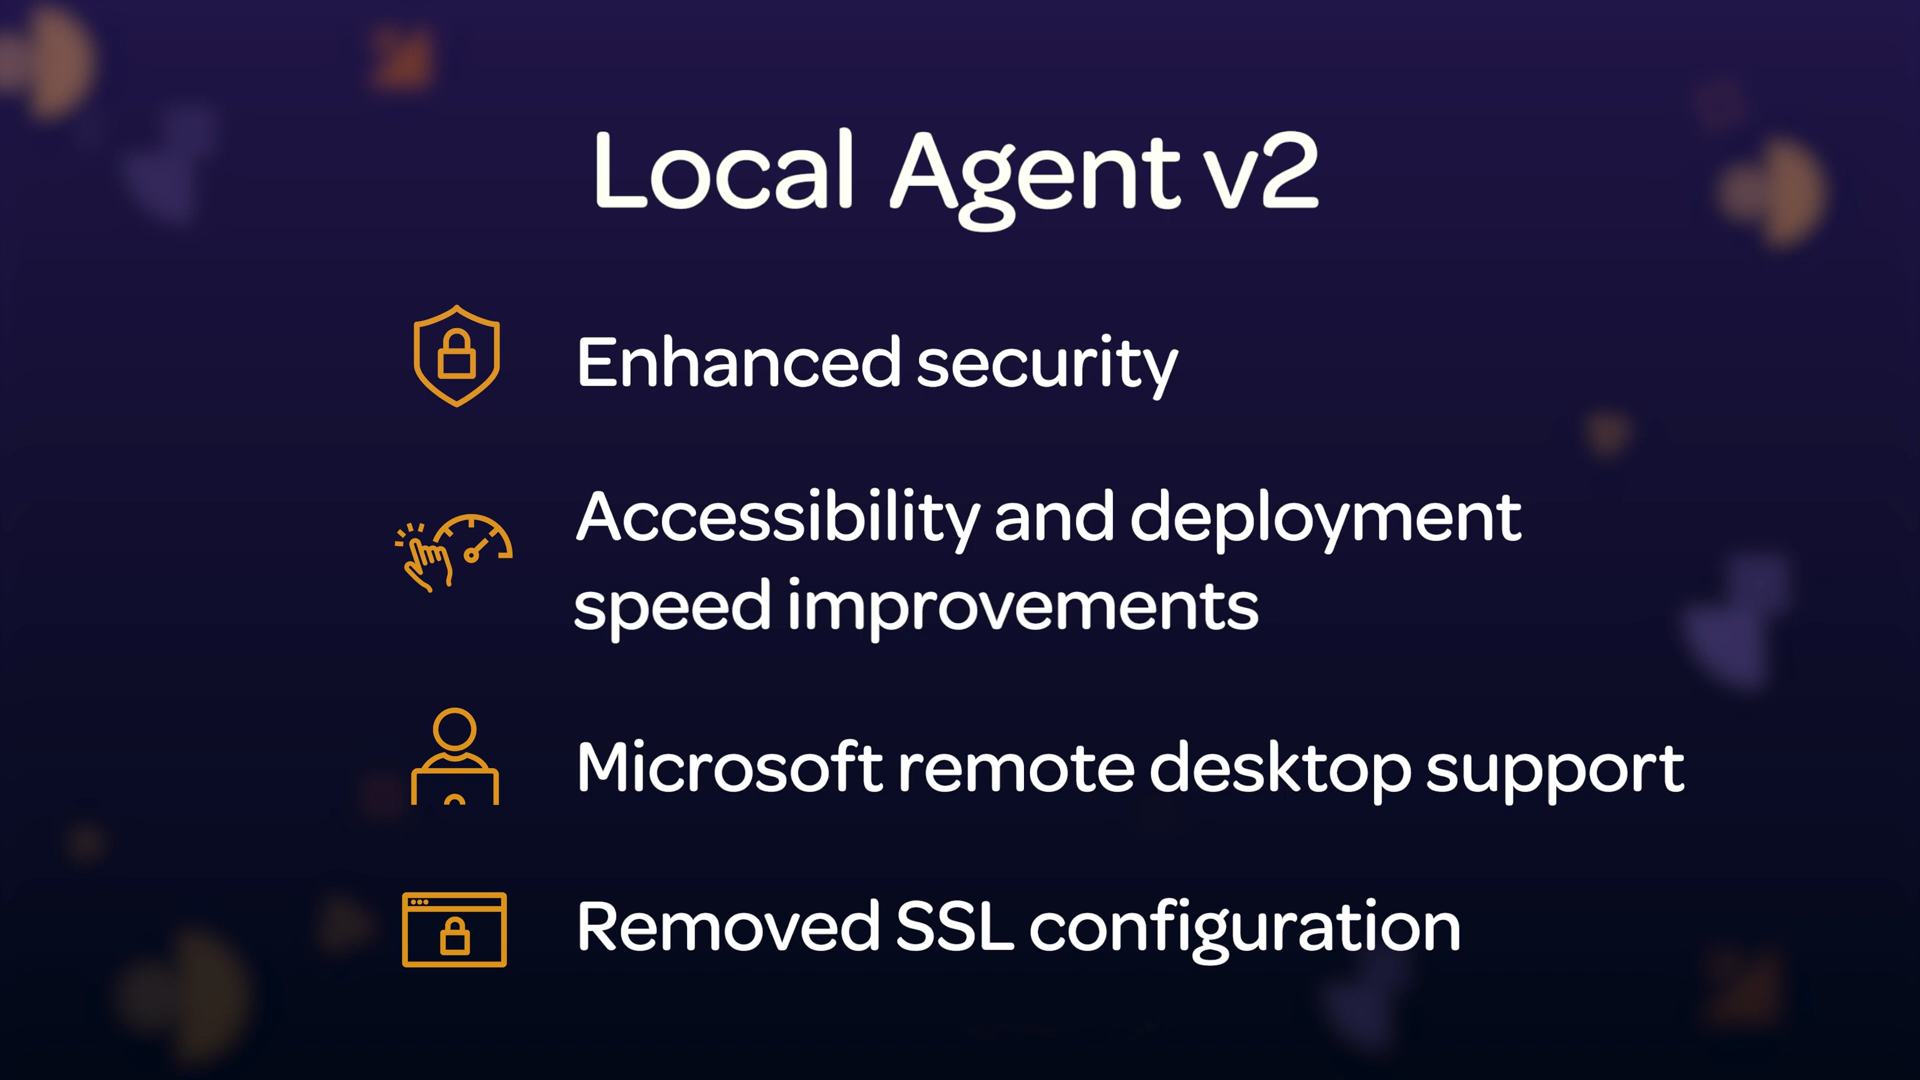 Local Agent v2
Enhanced security
Accessibility and deployment
speed improvements
Microsoft remote desktop support
Removed SSL configuration